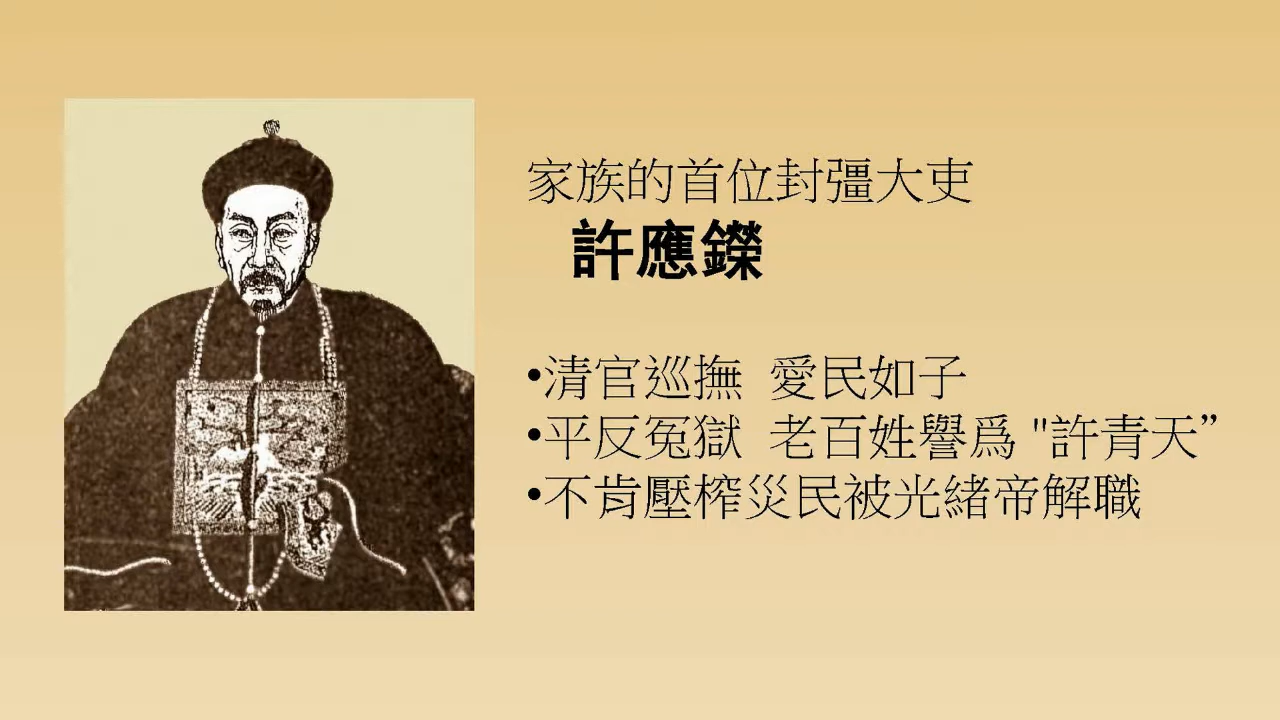 家族的首位封彊大吏
許應鑅
•清官巡撫 愛民如子
•平反冤獄 老百姓譽爲 "許青天”
•不肯壓榨災民被光緒帝解職